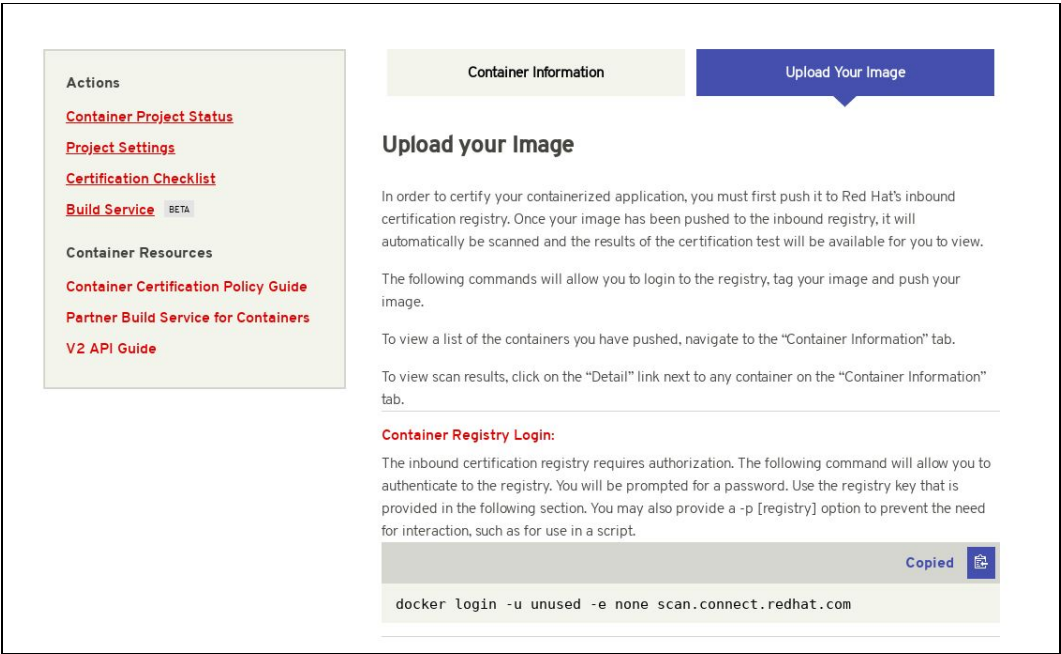 Actions
Container Project Status
Project Settings
Certification Checklist
Build Service BETA
Container Resources
Container Certification Policy Guide
Partner Build Service for Containers
V2 API Guide
Container Information
Upload Your Image
Upload your Image
In order to certify your containerized application, you must first push it to Red Hat's inbound
certification registry. Once your image has been pushed to the inbound registry, it will
automatically be scanned and the results of the certification test will be available for you to view.
The following commands will allow you to login to the registry, tag your image and push your
image.
To view a list of the containers you have pushed, navigate to the “Container Information” tab.
To view scan results, click on the “Detail” link next to any container on the “Container Information”
tab.
Container Registry Login:
The inbound certification registry requires authorization. The following command will allow you to
authenticate to the registry. You will be prompted for a password. Use the registry key that is
provided in the following section. You may also provide a -p [registry] option to prevent the need
for interaction, such as for use in a script.
Copied
docker login -u unused -e none scan.connect.redhat.com